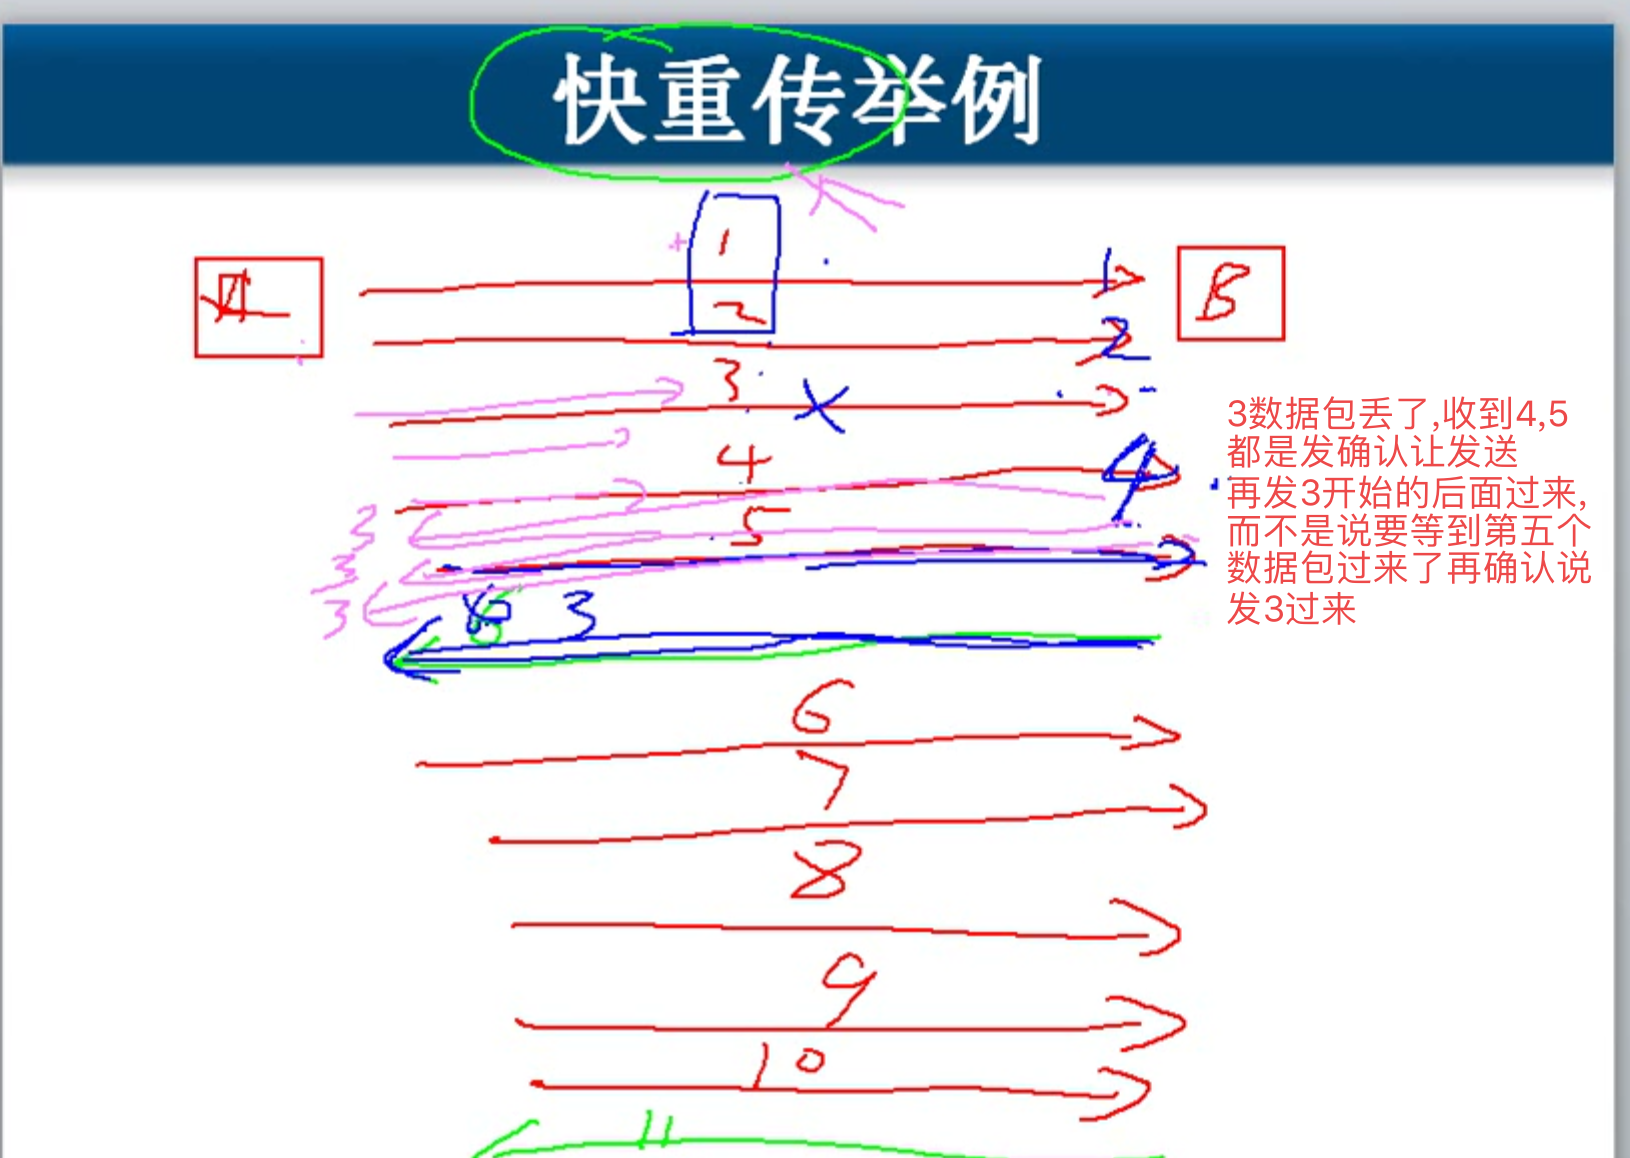 快重传举例
1
A
B
1
2
2
3
4
4
5
3
3
3
3
6
7
8
9
10
11
3数据包丢了,收到4,5
都是发确认让发送
再发3开始的后面过来,
而不是说要等到第五个
数据包过来了再确认说
发3过来